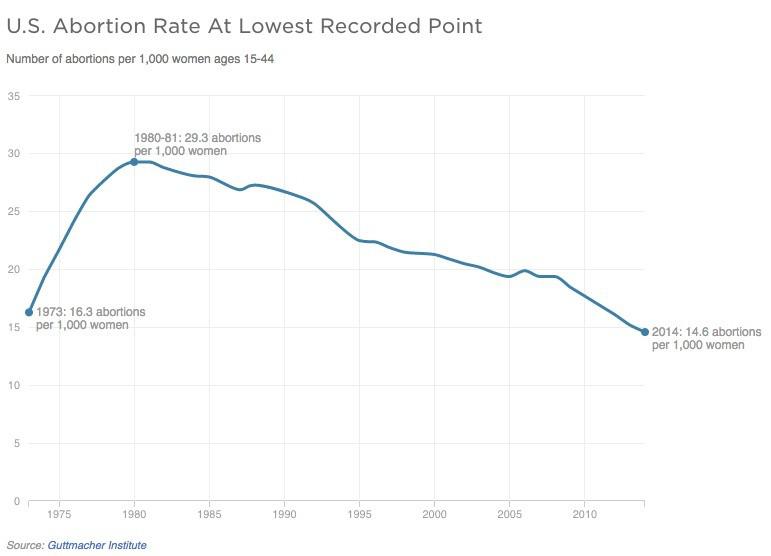 U.S. Abortion Rate At Lowest Recorded Point
Number of abortions per 1,000 women ages 15-44
35
30
25
20
15
10
5
0
1980-81: 29.3 abortions
per 1,000 women
1973: 16.3 abortions
per 1,000 women
2014: 14.6 abortions
per 1,000 women
1975
1980
1985
1990
1995
2000
2005
2010
Source: Guttmacher Institute